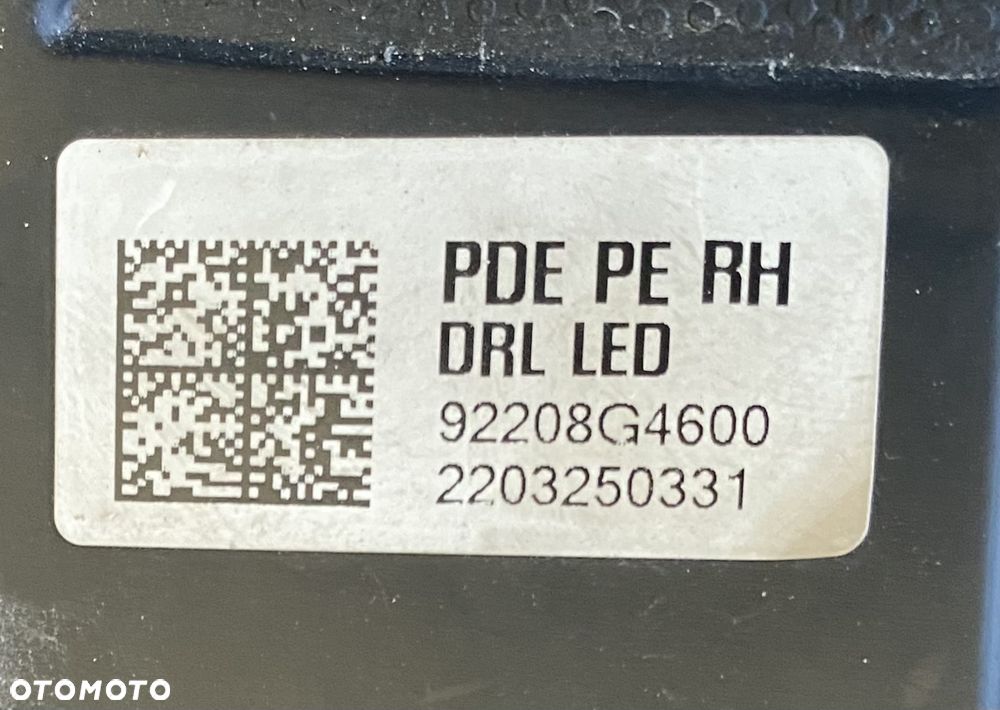 PDE PE RH
DRL LED
92208G4600
2203250331
OTOMOTO